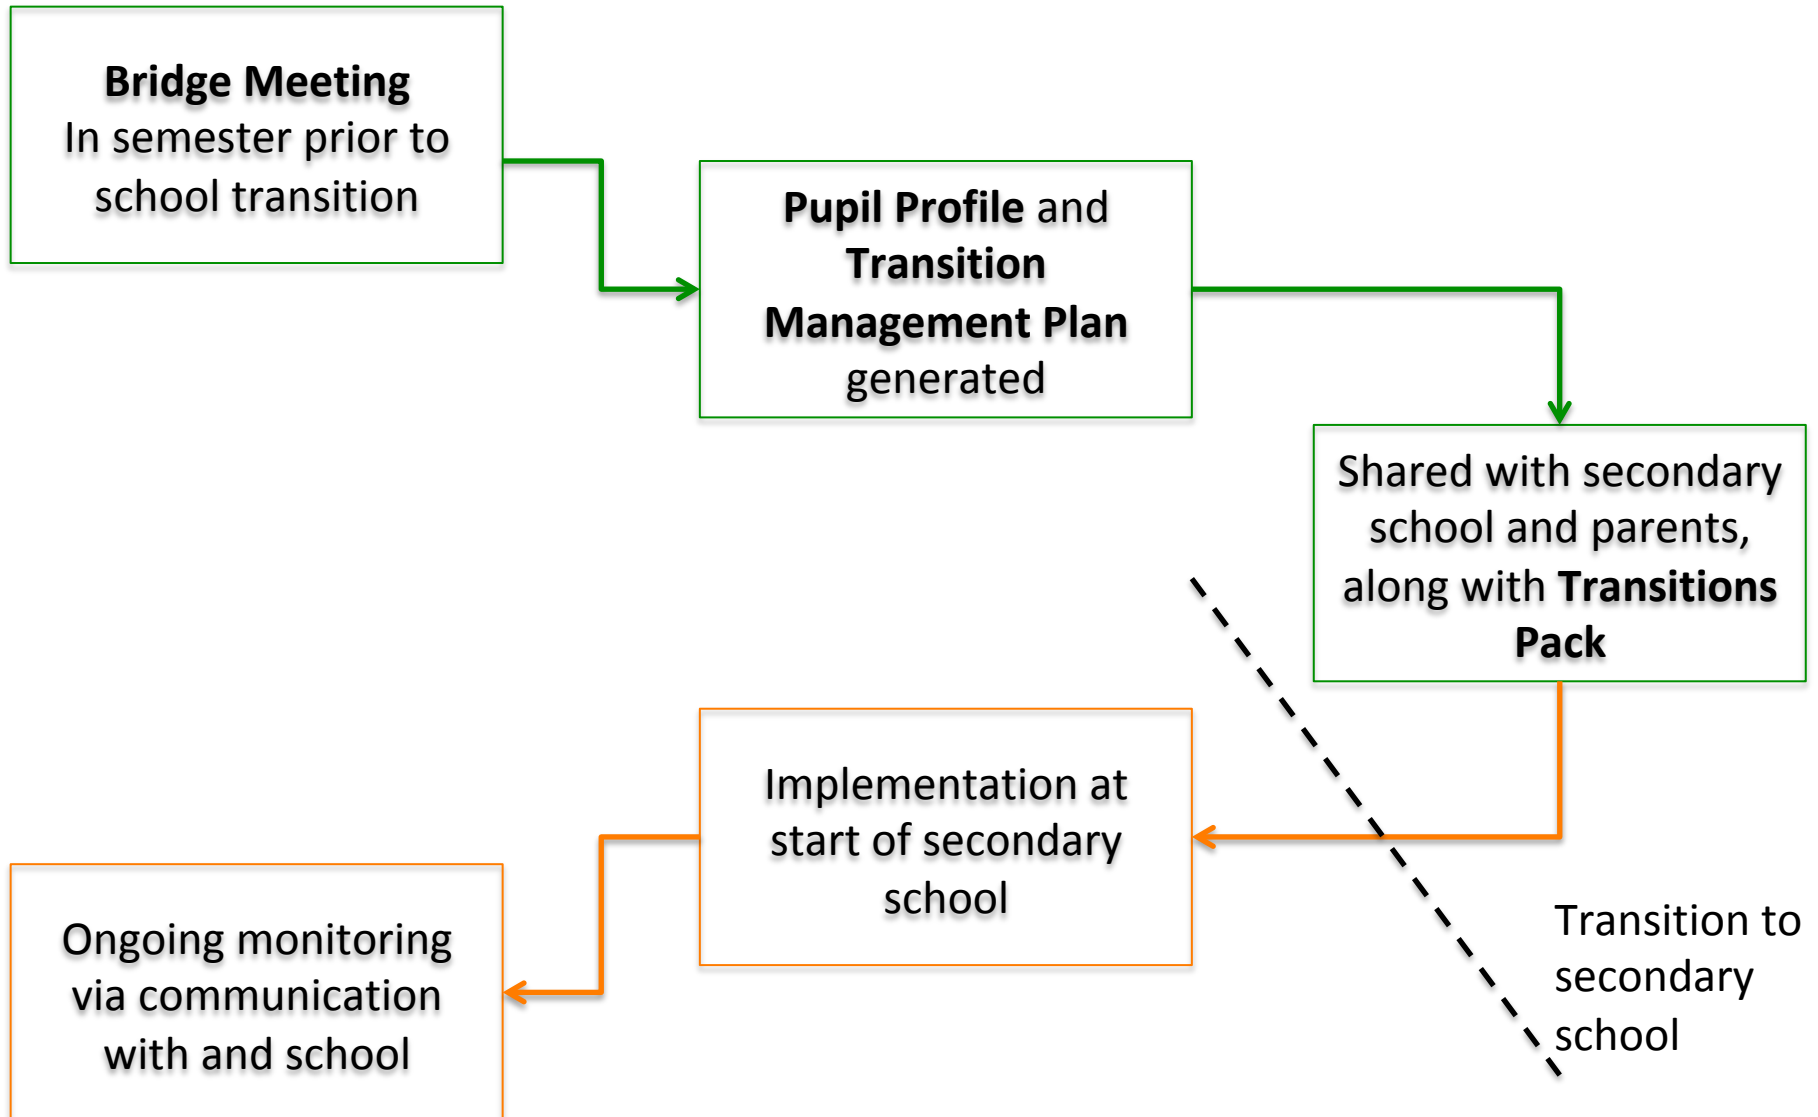 Bridge Meeting
In semester prior to
school transition
Pupil Profile and
Transition
Management Plan
generated
Shared with secondary
school and parents,
along with Transitions
Pack
Implementation at
start of secondary
school
Ongoing monitoring
via communication
with and school
Transition to
secondary
school